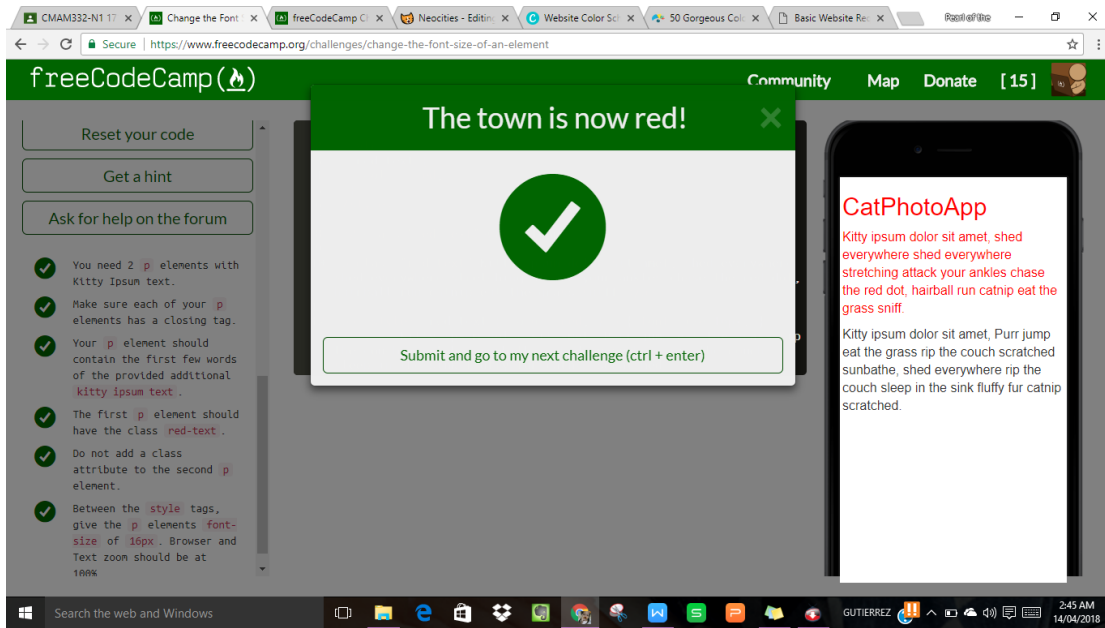 CMAM332-N1 17
Change the Font
freeCodeCamp
Neocities - Editin
Website Color Sc
50 Gorgeous Col
Basic Website Re
Pearl of the
Secure | https://www.freecodecamp.org/challenges/change-the-font-size-of-an-element
freeCodeCamp(🔥)
Community Map Donate [ 15 ]
Reset your code
Get a hint
Ask for help on the forum
You need 2 p elements with
Kitty Ipsum text.
Make sure each of your p
elements has a closing tag.
Your p element should
contain the first few words
of the provided additional
kitty ipsum text .
The first p element should
have the class red-text .
Do not add a class
attribute to the second p
element.
Between the style tags,
give the p elements font-
size of 16px . Browser and
Text zoom should be at
100%
The town is now red!
Submit and go to my next challenge (ctrl + enter)
CatPhotoApp
Kitty ipsum dolor sit amet, shed
everywhere shed everywhere
stretching attack your ankles chase
the red dot, hairball run catnip eat the
grass sniff.
Kitty ipsum dolor sit amet, Purr jump
eat the grass rip the couch scratched
sunbathe, shed everywhere rip the
couch sleep in the sink fluffy fur catnip
scratched.
Search the web and Windows
GUTIERREZ
2:45 AM
14/04/2018